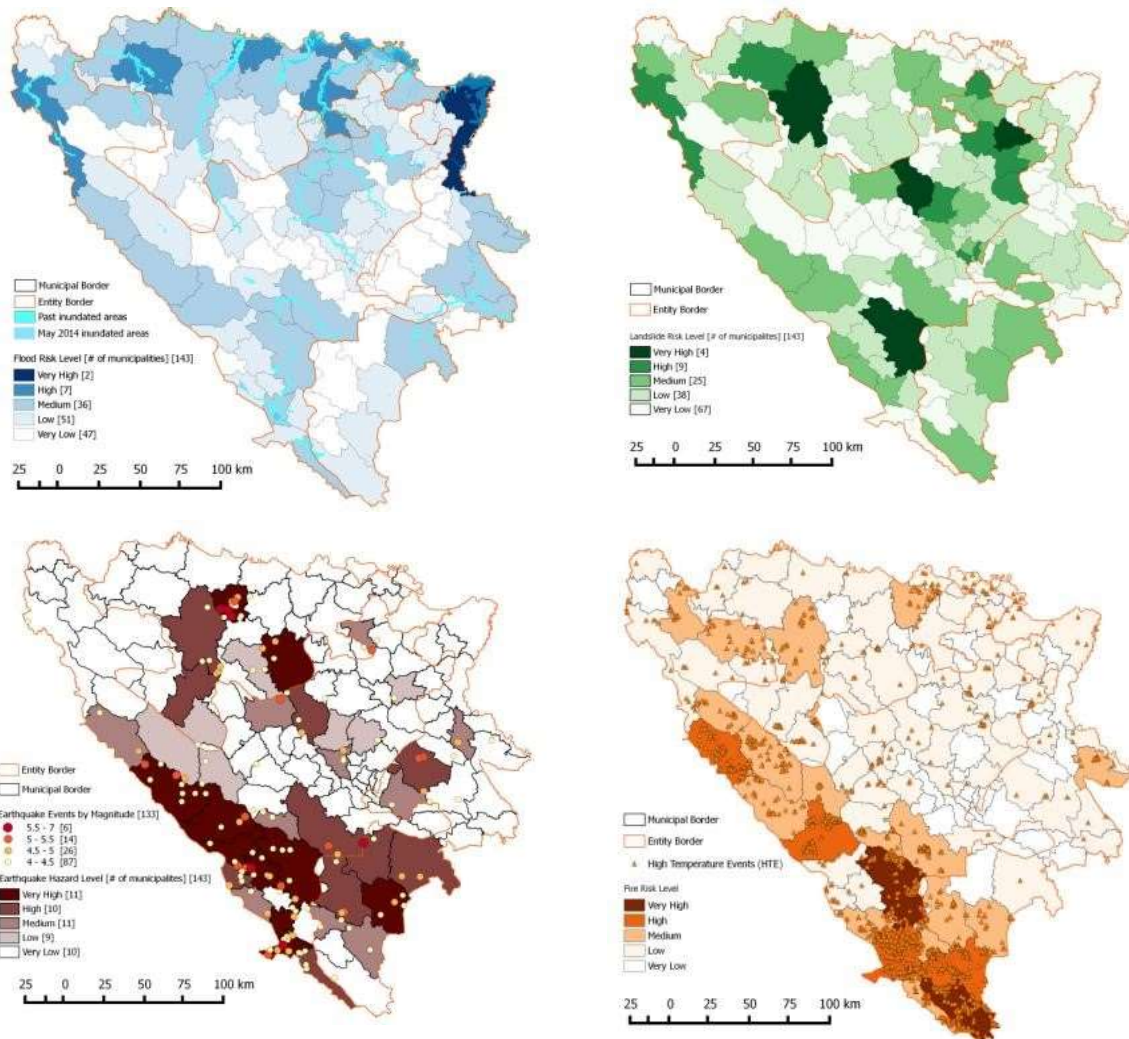 Municipal Border
Entity Border
Past inundated areas
May 2014 inundated areas
Flood Risk Level [# of municipalities] [143]
Very High [2]
High [7]
Medium [36]
Low [51]
Very Low [47]
25 0 25 50 75 100 km
Municipal Border
Entity Border
Landslide Risk Level [# of municipalites] [143]
Very High [4]
High [9]
Medium [25]
Low [38]
Very Low [67]
25 0 25 50 75 100 km
Entity Border
Municipal Border
Earthquake Events by Magnitude [133]
5.5 - 7 [6]
5 - 5.5 [14]
4.5 - 5 [26]
4 - 4.5 [87]
Earthquake Hazard Level [# of municipalites] [143]
Very High [11]
High [10]
Medium [11]
Low [9]
Very Low [10]
25 0 25 50 75 100 km
Municipal Border
Entity Border
High Temperature Events (HTE)
Fire Risk Level
Very High
High
Medium
Low
Very Low
25 0 25 50 75 100 km